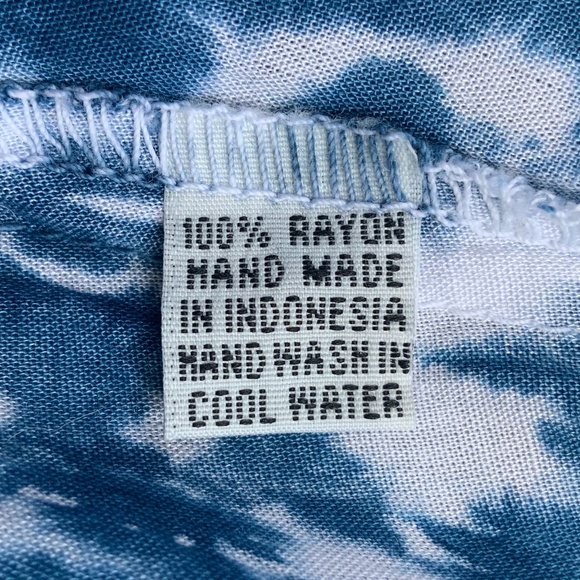 100% RAYON
HAND MADE
IN INDONESIA
HAND WASH IN
COOL WATER